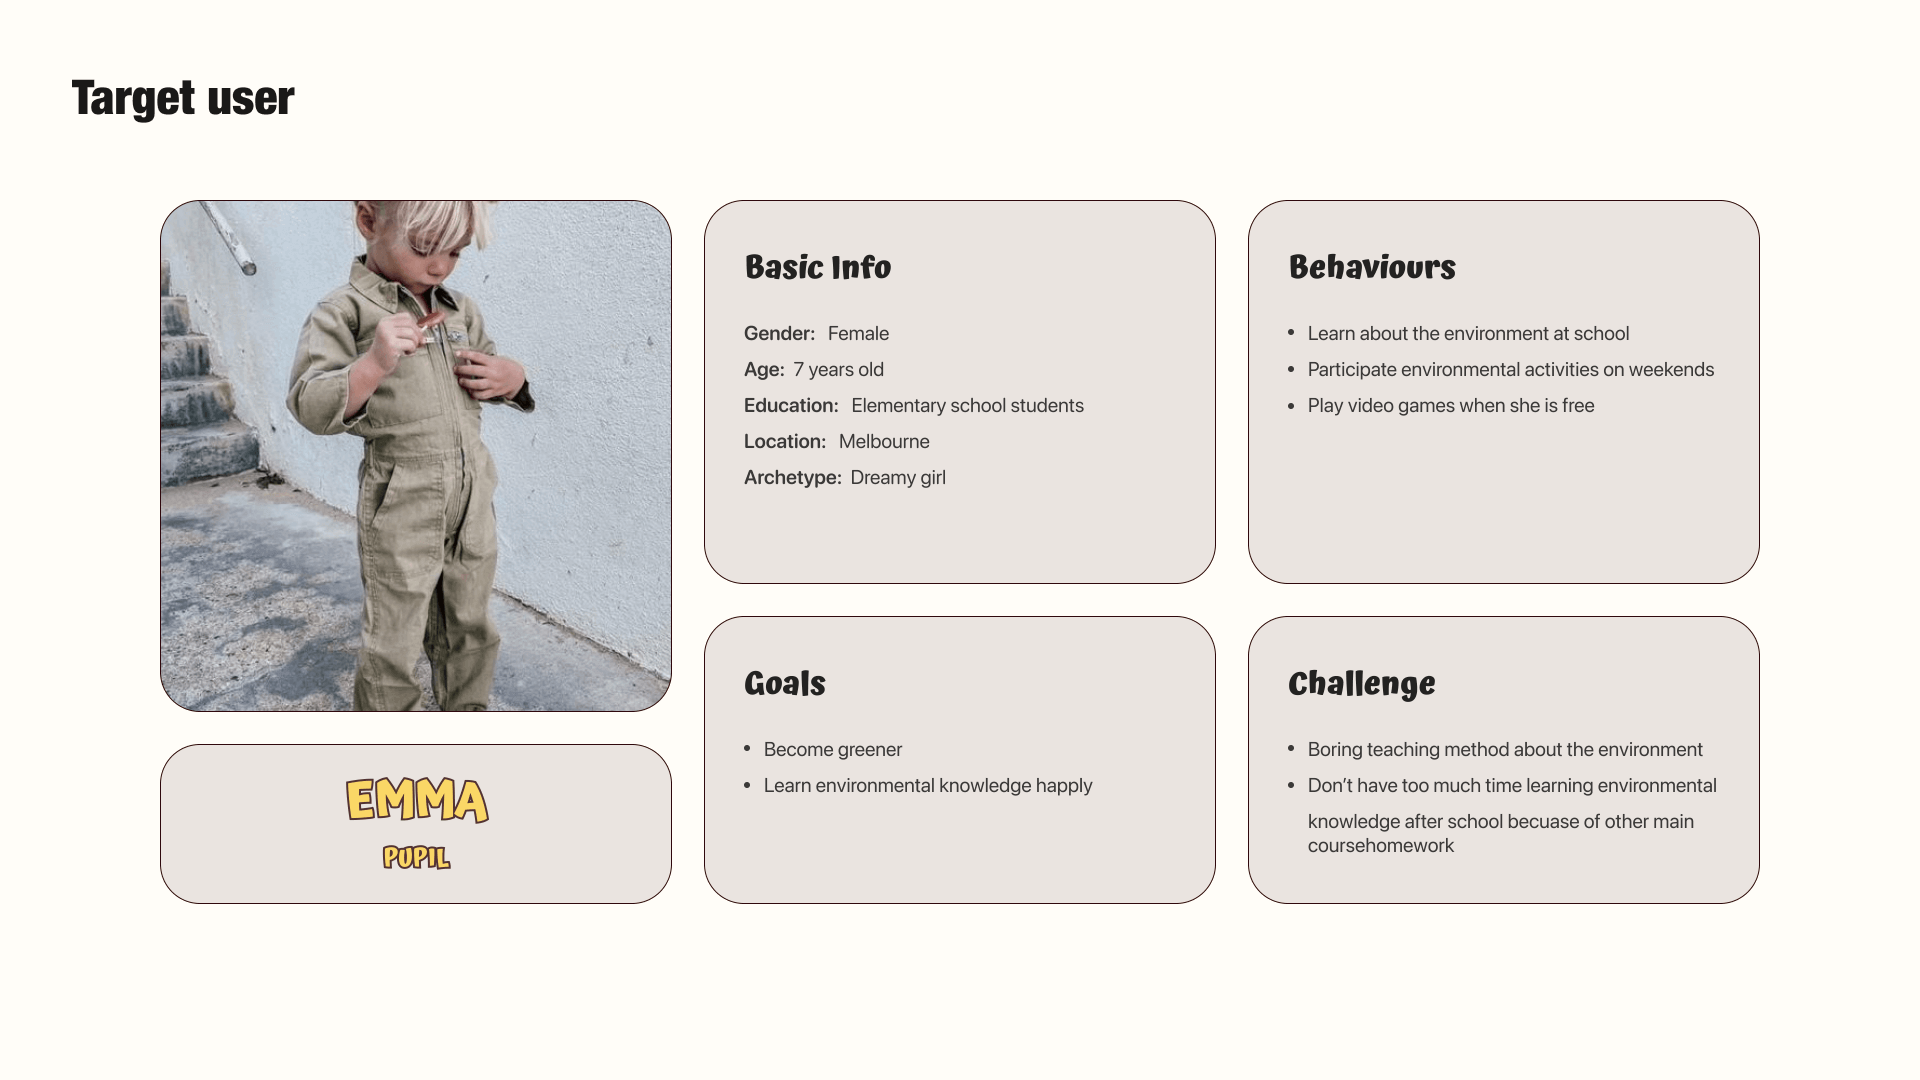 Target user
EMMA
PUPIL
Basic Info
Gender: Female
Age: 7 years old
Education: Elementary school students
Location: Melbourne
Archetype: Dreamy girl
Behaviours
• Learn about the environment at school
• Participate environmental activities on weekends
• Play video games when she is free
Goals
• Become greener
• Learn environmental knowledge happly
Challenge
• Boring teaching method about the environment
• Don’t have too much time learning environmental
knowledge after school becuase of other main
coursehomework